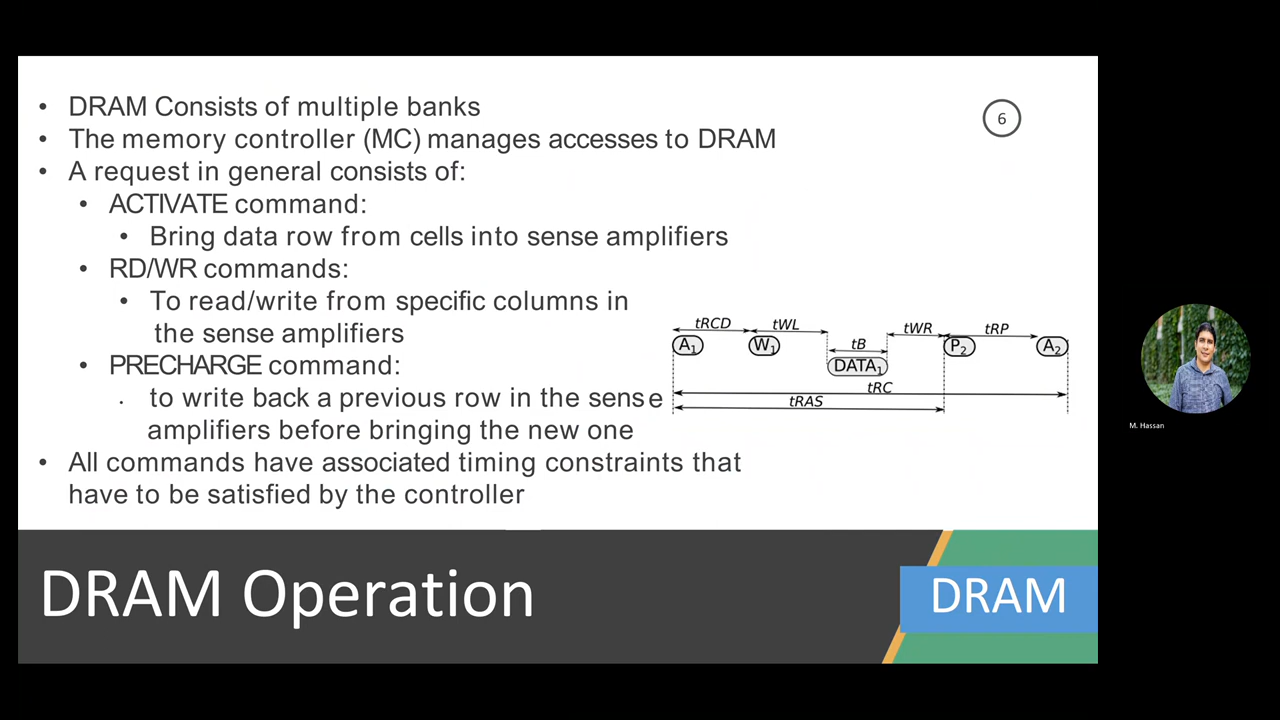 • DRAM Consists of multiple banks
6
• The memory controller (MC) manages accesses to DRAM
• A request in general consists of:
• ACTIVATE command:
• Bring data row from cells into sense amplifiers
• RD/WR commands:
• To read/write from specific columns in
the sense amplifiers
• PRECHARGE command:
· to write back a previous row in the sense
amplifiers before bringing the new one
• All commands have associated timing constraints that
have to be satisfied by the controller
tRCD tWL tWR tRP
A1 W1 tB P2 A2
DATA1
tRC
tRAS
M. Hassan
DRAM Operation
DRAM